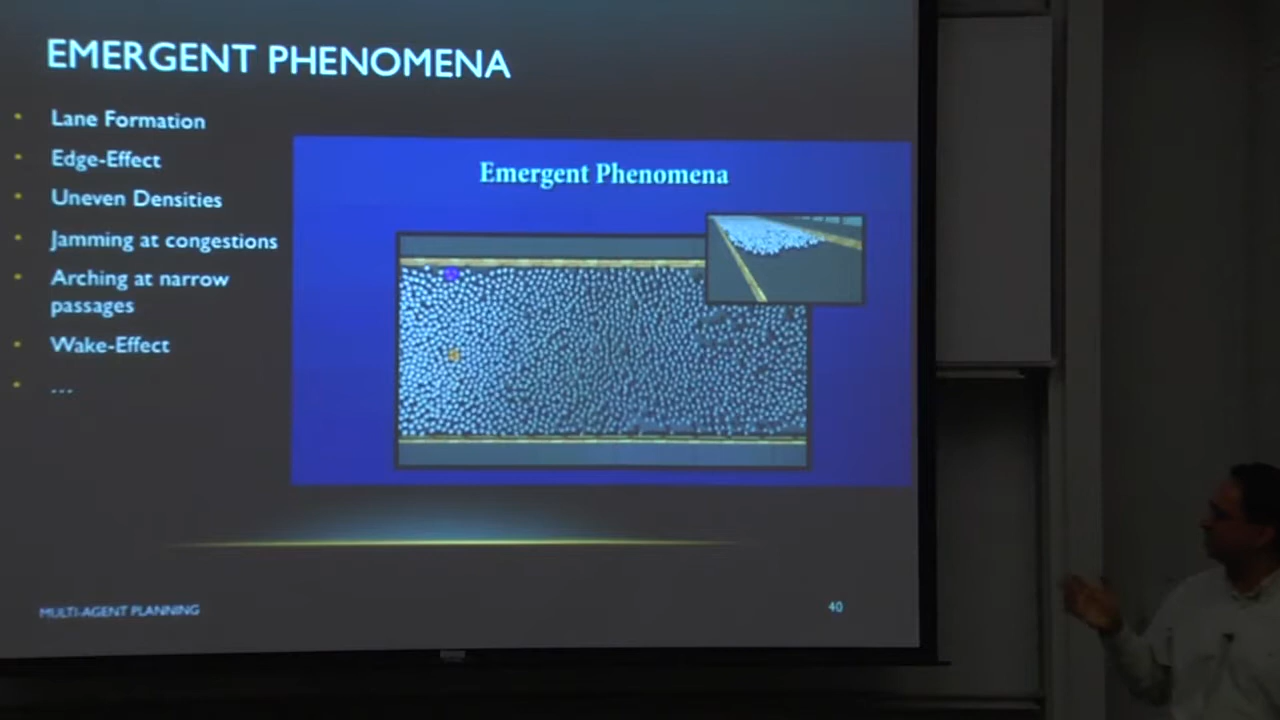 EMERGENT PHENOMENA
• Lane Formation
• Edge-Effect
• Uneven Densities
• Jamming at congestions
• Arching at narrow
passages
• Wake-Effect
• ...
Emergent Phenomena
MULTI-AGENT PLANNING
40